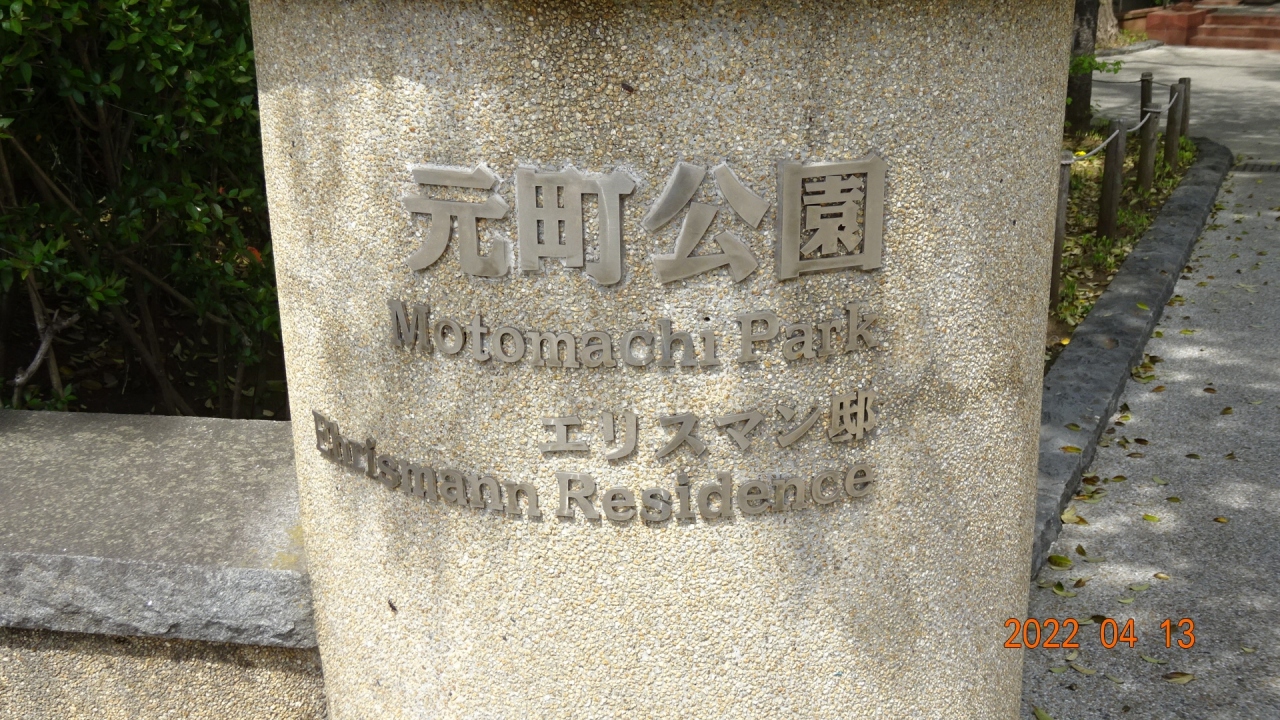 元町公園
Motomachi Park
エリスマン邸
Ehrismann Residence
2022 04 13